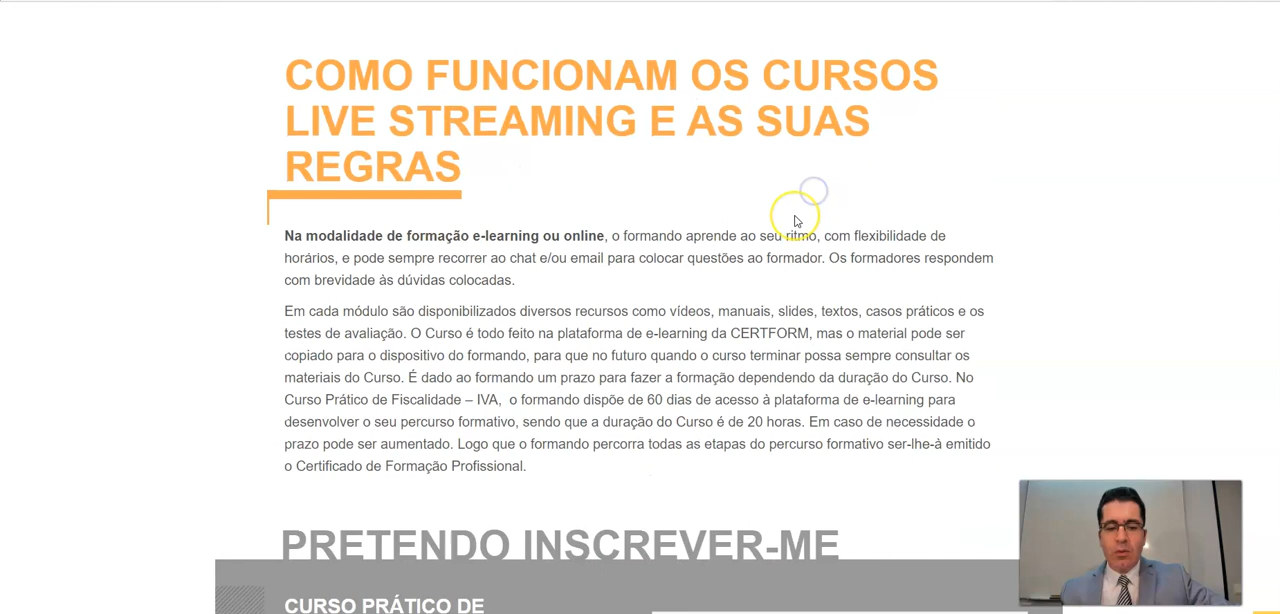 COMO FUNCIONAM OS CURSOS
LIVE STREAMING E AS SUAS
REGRAS
Na modalidade de formação e-learning ou online, o formando aprende ao seu ritmo, com flexibilidade de
horários, e pode sempre recorrer ao chat e/ou email para colocar questões ao formador. Os formadores respondem
com brevidade às dúvidas colocadas.
Em cada módulo são disponibilizados diversos recursos como vídeos, manuais, slides, textos, casos práticos e os
testes de avaliação. O Curso é todo feito na plataforma de e-learning da CERTFORM, mas o material pode ser
copiado para o dispositivo do formando, para que no futuro quando o curso terminar possa sempre consultar os
materiais do Curso. É dado ao formando um prazo para fazer a formação dependendo da duração do Curso. No
Curso Prático de Fiscalidade – IVA, o formando dispõe de 60 dias de acesso à plataforma de e-learning para
desenvolver o seu percurso formativo, sendo que a duração do Curso é de 20 horas. Em caso de necessidade o
prazo pode ser aumentado. Logo que o formando percorra todas as etapas do percurso formativo ser-lhe-à emitido
o Certificado de Formação Profissional.
PRETENDO INSCREVER-ME
CURSO PRÁTICO DE